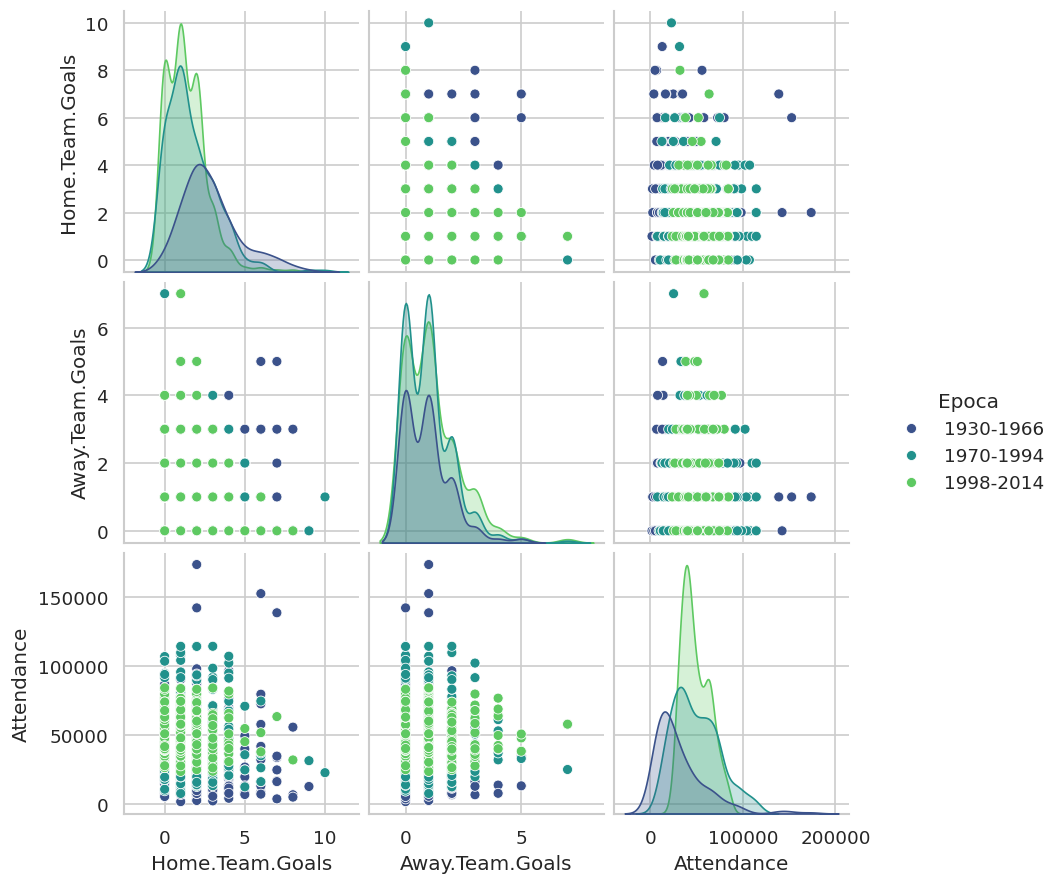 Home.Team.Goals
10
8
6
4
2
0
Away.Team.Goals
6
4
2
0
Attendance
150000
100000
50000
0
0 5 10
Home.Team.Goals
0 5
Away.Team.Goals
0 100000 200000
Attendance
Epoca
1930-1966
1970-1994
1998-2014